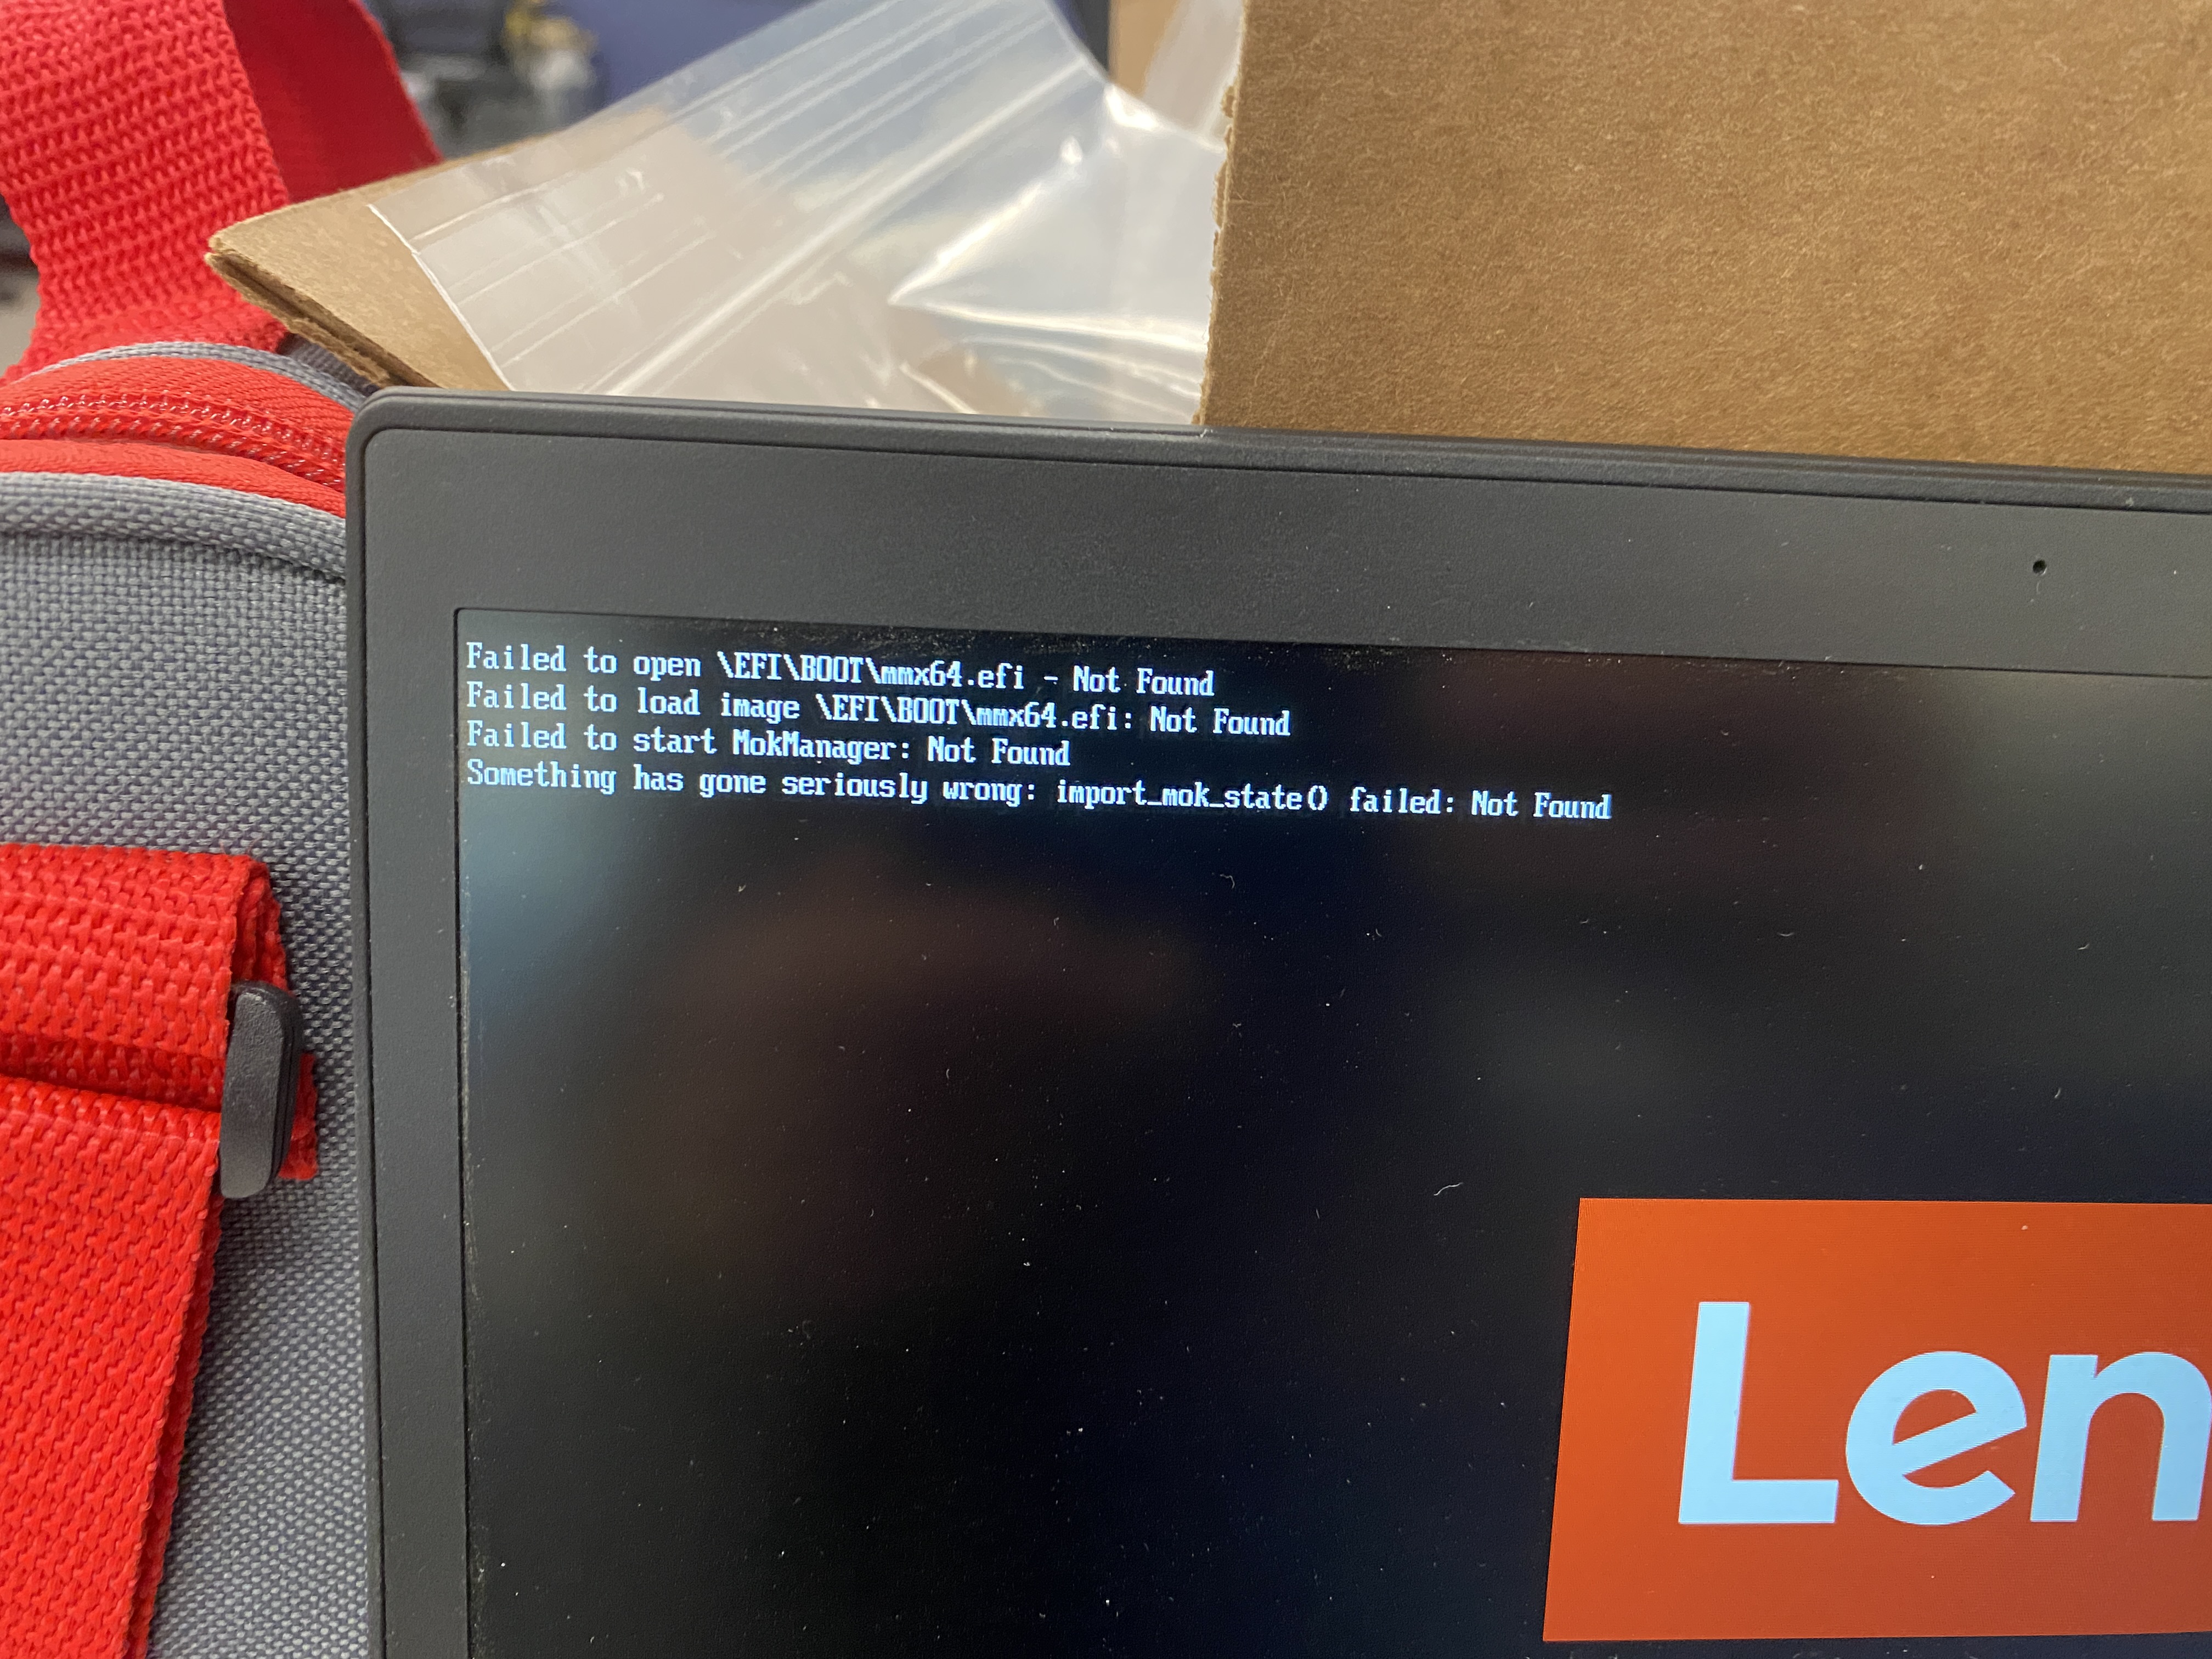 Failed to open \EFI\BOOT\mmx64.efi - Not Found
Failed to load image \EFI\BOOT\mmx64.efi: Not Found
Failed to start MokManager: Not Found
Something has gone seriously wrong: import_mok_state() failed: Not Found
Len